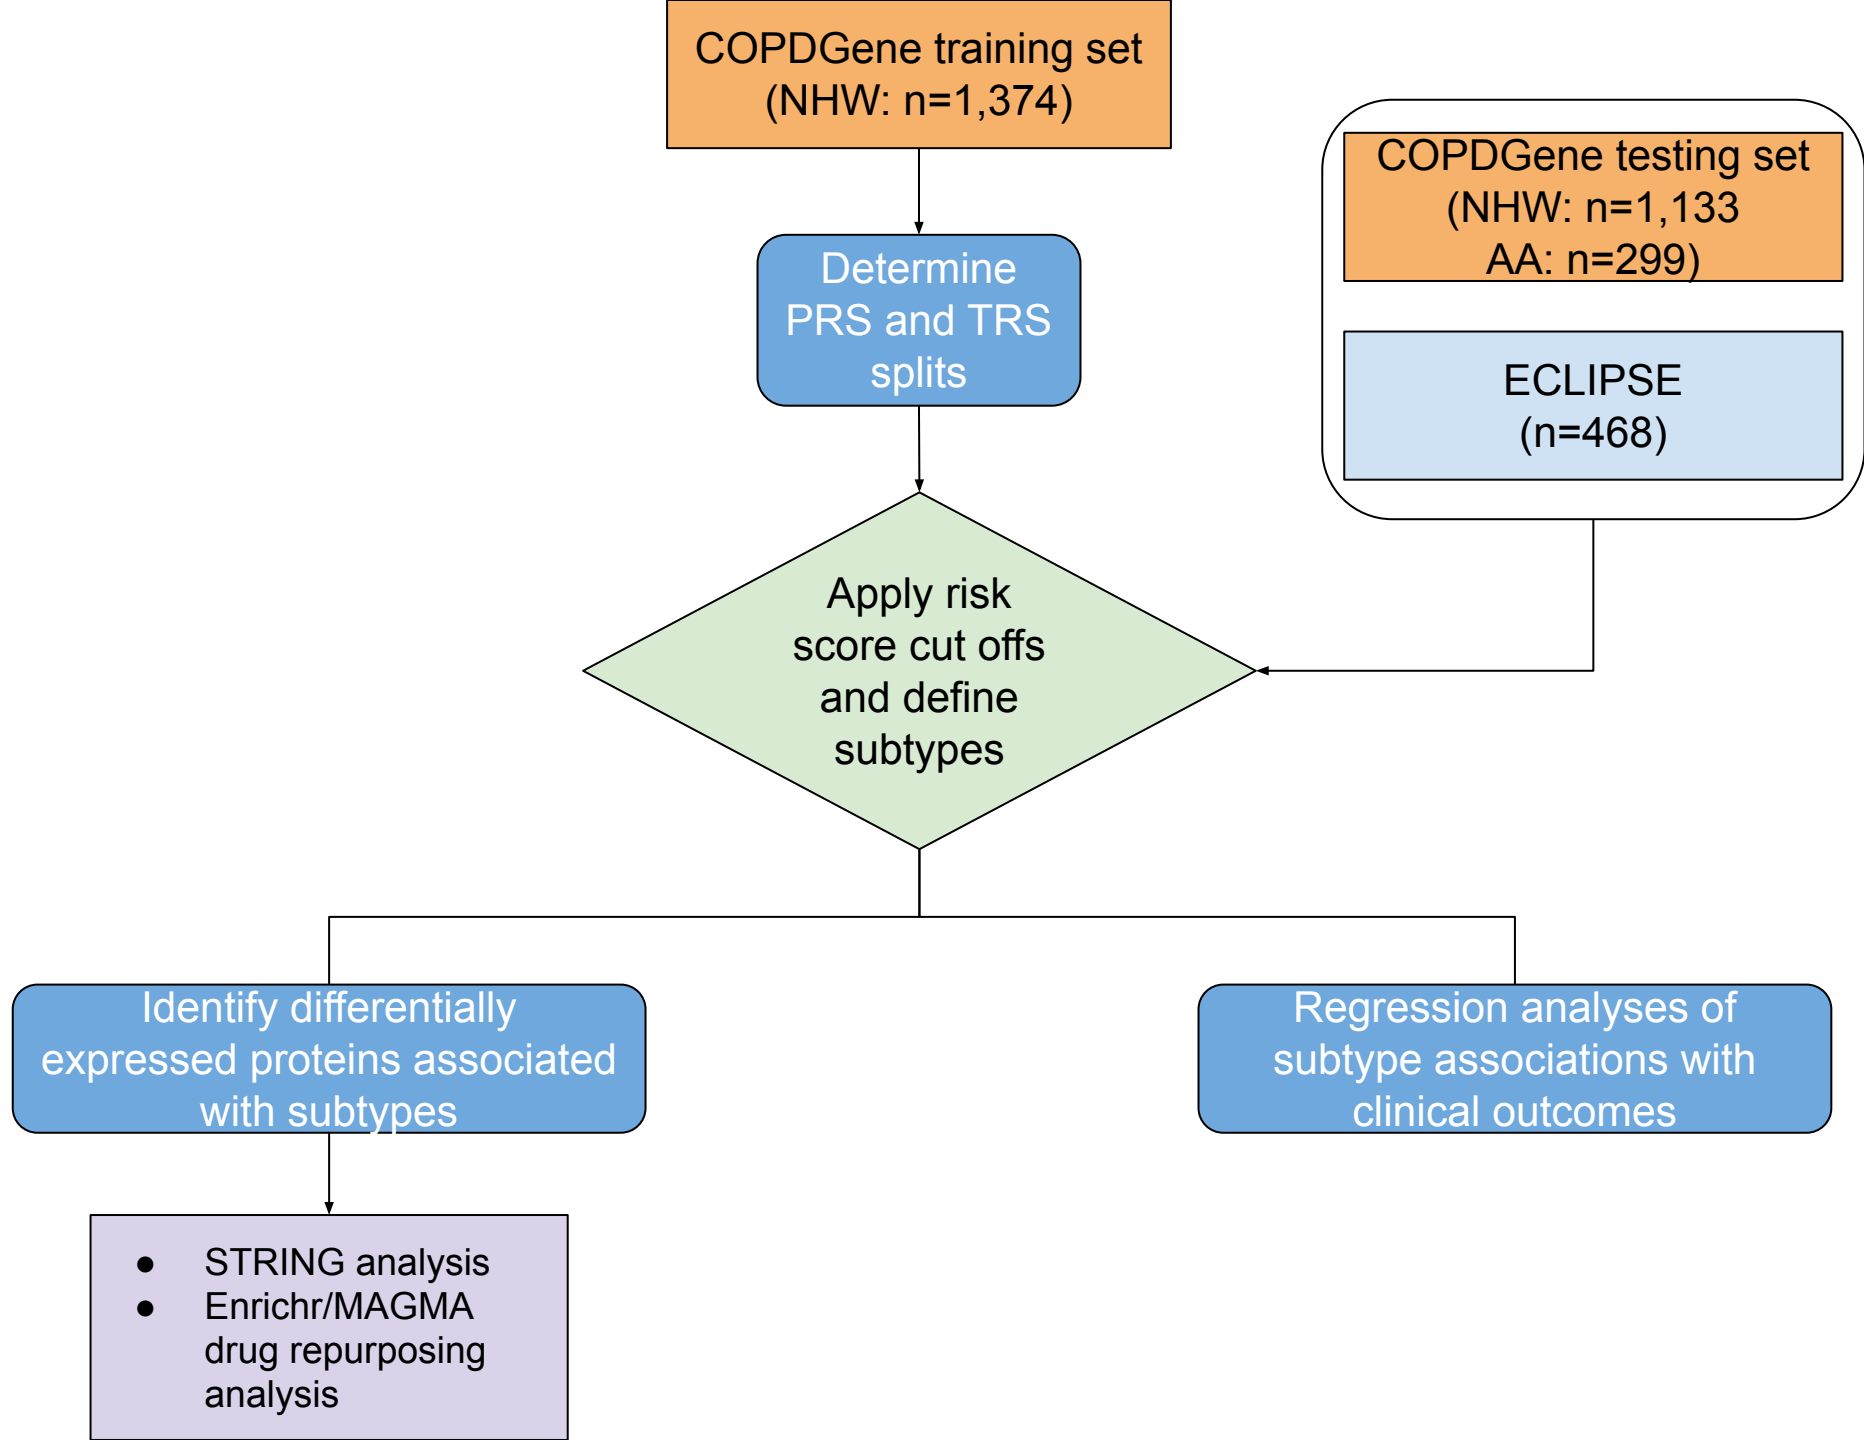 COPDGene training set
(NHW: n=1,374)
COPDGene testing set
(NHW: n=1,133
AA: n=299)
Determine
PRS and TRS
splits
ECLIPSE
(n=468)
Apply risk
score cut offs
and define
subtypes
Identify differentially
expressed proteins associated
with subtypes
Regression analyses of
subtype associations with
clinical outcomes
● STRING analysis
● Enrichr/MAGMA
drug repurposing
analysis